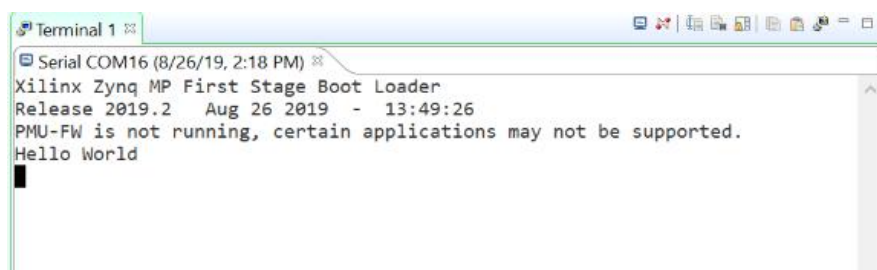 Terminal 1
Serial COM16 (8/26/19, 2:18 PM)
Xilinx Zynq MP First Stage Boot Loader
Release 2019.2   Aug 26 2019  -  13:49:26
PMU-FW is not running, certain applications may not be supported.
Hello World